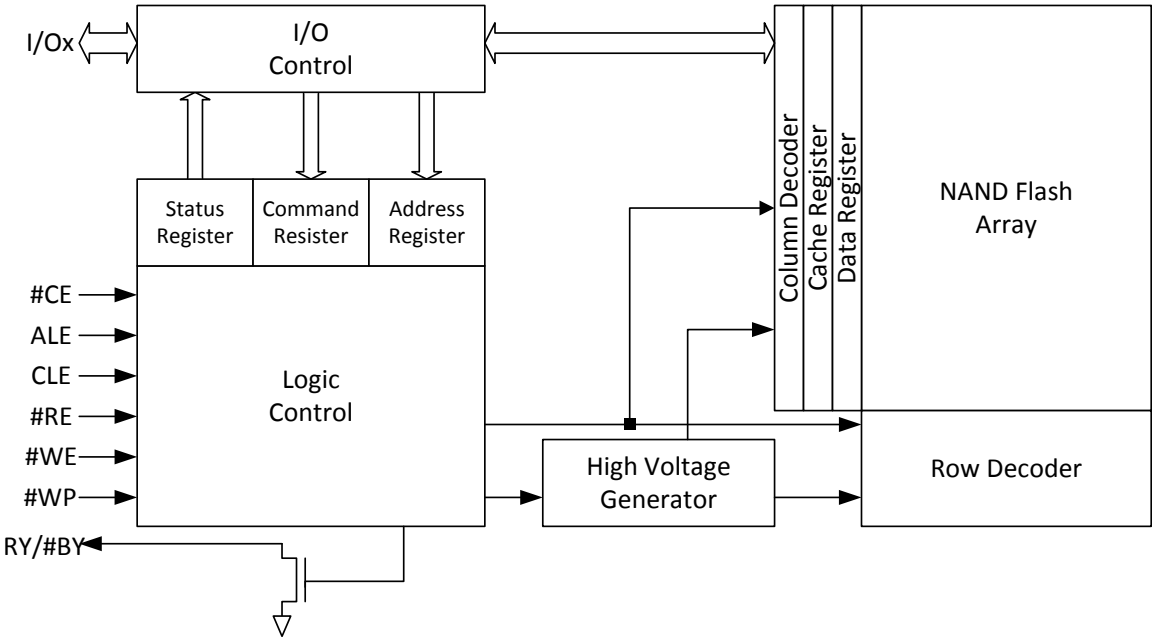 I/Ox
I/O
Control
Status
Register
Command
Resister
Address
Register
Column Decoder
Cache Register
Data Register
NAND Flash
Array
#CE
ALE
CLE
#RE
#WE
#WP
Logic
Control
High Voltage
Generator
Row Decoder
RY/#BY